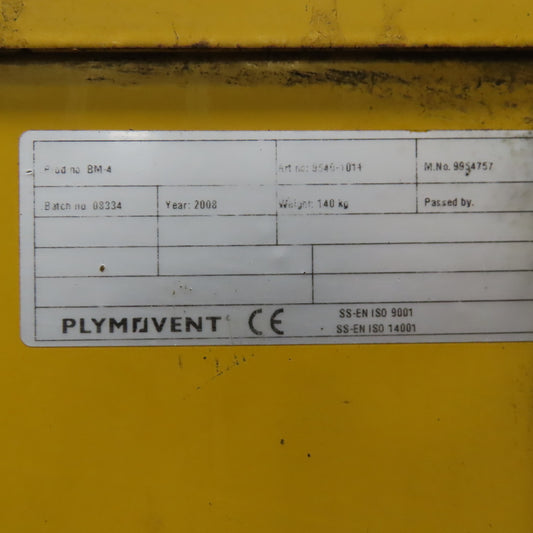 Prod no. BM-4 Art no: 9546-1014 M.No. 9954757
Batch no. 08334 Year: 2008 Weight: 140 kg Passed by.
PLYMOVENT CE SS-EN ISO 9001
SS-EN ISO 14001